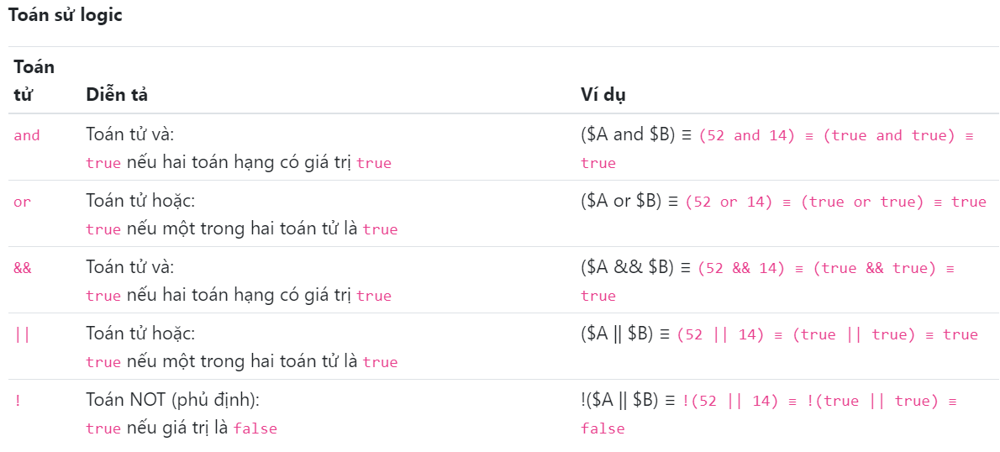 Toán sử logic
Toán
tử
Diễn tả
Ví dụ
and
Toán tử và:
true nếu hai toán hạng có giá trị true
($A and $B) ≡ (52 and 14) ≡ (true and true) ≡
true
or
Toán tử hoặc:
true nếu một trong hai toán tử là true
($A or $B) ≡ (52 or 14) ≡ (true or true) ≡ true
&&
Toán tử và:
true nếu hai toán hạng có giá trị true
($A && $B) ≡ (52 && 14) ≡ (true && true) ≡
true
||
Toán tử hoặc:
true nếu một trong hai toán tử là true
($A || $B) ≡ (52 || 14) ≡ (true || true) ≡ true
!
Toán NOT (phủ định):
true nếu giá trị là false
!($A || $B) ≡ !(52 || 14) ≡ !(true || true) ≡
false